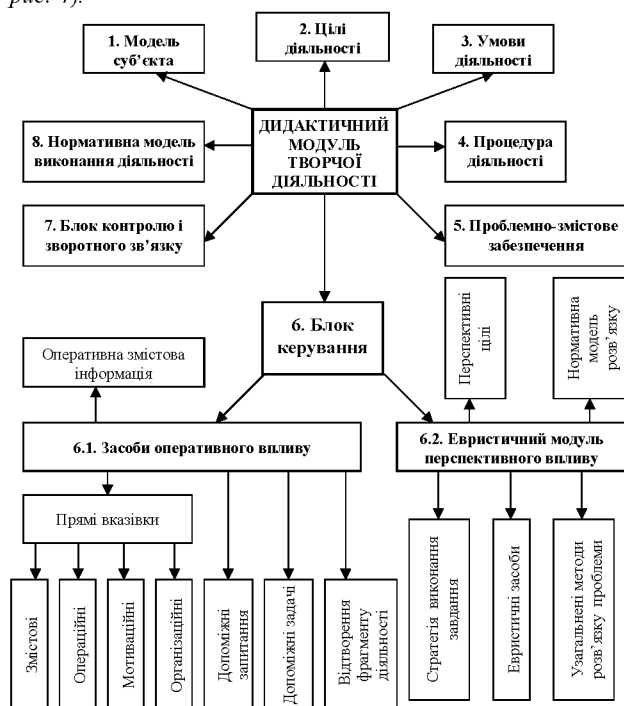 рис. 4).
1. Модель
суб’єкта
2. Цілі
діяльності
3. Умови
діяльності
ДИДАКТИЧНИЙ
МОДУЛЬ
ТВОРЧОЇ
ДІЯЛЬНОСТІ
8. Нормативна модель
виконання діяльності
4. Процедура
діяльності
7. Блок контролю і
зворотного зв’язку
5. Проблемно-змістове
забезпечення
6. Блок
керування
Оперативна змістова
інформація
Перспективні
цілі
Нормативна
модель
розв’язку
6.1. Засоби оперативного впливу
6.2. Евристичний модуль
перспективного впливу
Прямі вказівки
Змістові
Операційні
Мотиваційні
Організаційні
Допоміжні
запитання
Допоміжні задачі
Відтворення
фрагменту
діяльності
Стратегія виконання
завдання
Евристичні засоби
Узагальнені методи
розв’язку проблеми